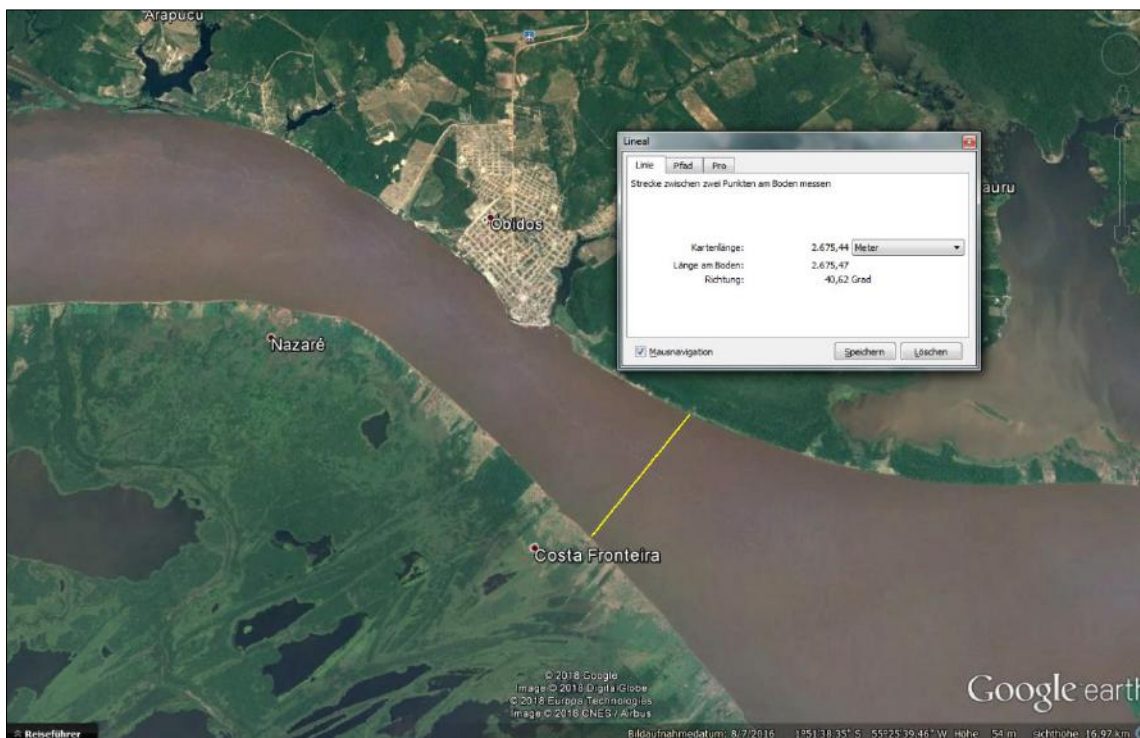 Arapucu
Óbidos
Nazaré
Costa Fronteira
auru
Lineal
Linie Pfad Pro
Strecke zwischen zwei Punkten am Boden messen
Kartenlänge: 2.675,44 Meter
Länge am Boden: 2.675,47
Richtung: 40,62 Grad
Mausnavigation Speichern Löschen
© 2018 Google
Image © 2018 DigitalGlobe
© 2018 Europa Technologies
Image © 2018 CNES / Airbus
Google earth
Reiseführer
Bildaufnahmedatum: 8/7/2016 1°51'38.35" S 55°25'39.46" W Höhe 54 m sichthöhe 16.97 km